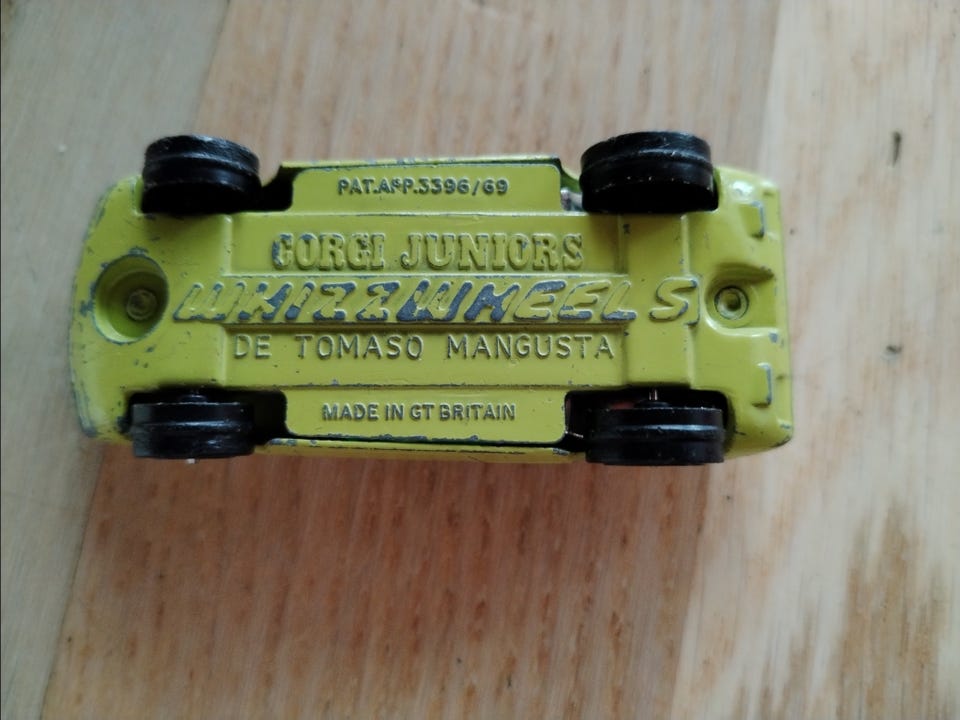 PAT.APP.3396/69
CORGI JUNIORS
WHIZZWHEELS
DE TOMASO MANGUSTA
MADE IN GT BRITAIN